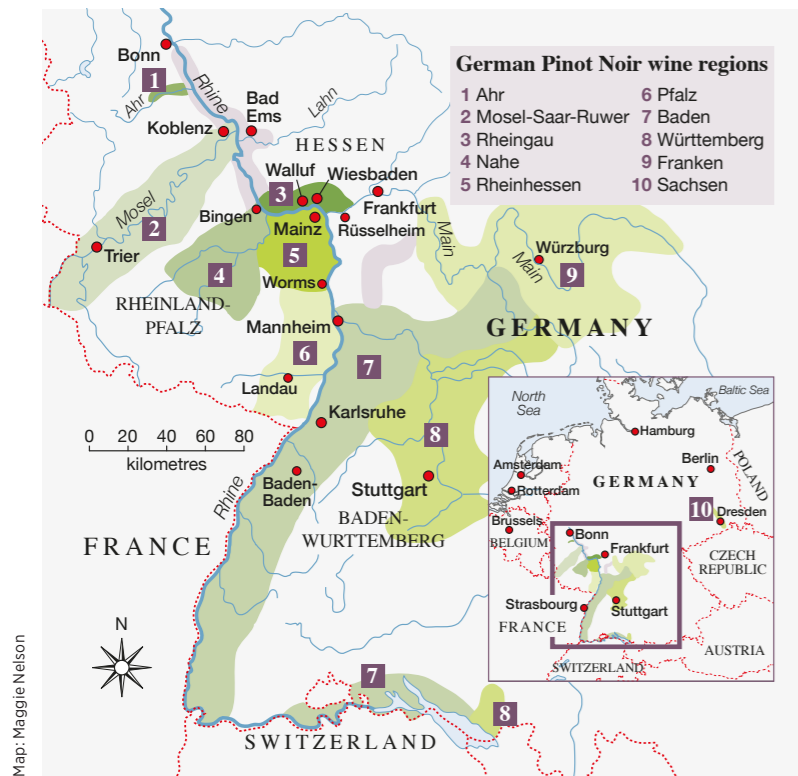 German Pinot Noir wine regions
1 Ahr
2 Mosel-Saar-Ruwer
3 Rheingau
4 Nahe
5 Rheinhessen
6 Pfalz
7 Baden
8 Württemberg
9 Franken
10 Sachsen
Bonn
1
Ahr
Rhine
Bad
Ems
Lahn
Koblenz
HESSEN
Walluf
Wiesbaden
3
Mosel
2
Bingen
Frankfurt
Mainz
Rüsselheim
Main
Würzburg
Main
9
Trier
5
4
Worms
RHEINLAND-
PFALZ
Mannheim
GERMANY
6
7
Landau
Karlsruhe
0 20 40 60 80
kilometres
8
Baden-
Baden
Stuttgart
Rhine
BADEN-
WURTTEMBERG
FRANCE
N
7
8
SWITZERLAND
North
Sea
Baltic Sea
Hamburg
Berlin
POLAND
Amsterdam
GERMANY
Rotterdam
10
Dresden
Brussels
BELGIUM
Bonn
Frankfurt
CZECH
REPUBLIC
Strasbourg
Stuttgart
FRANCE
AUSTRIA
SWITZERLAND
Map: Maggie Nelson